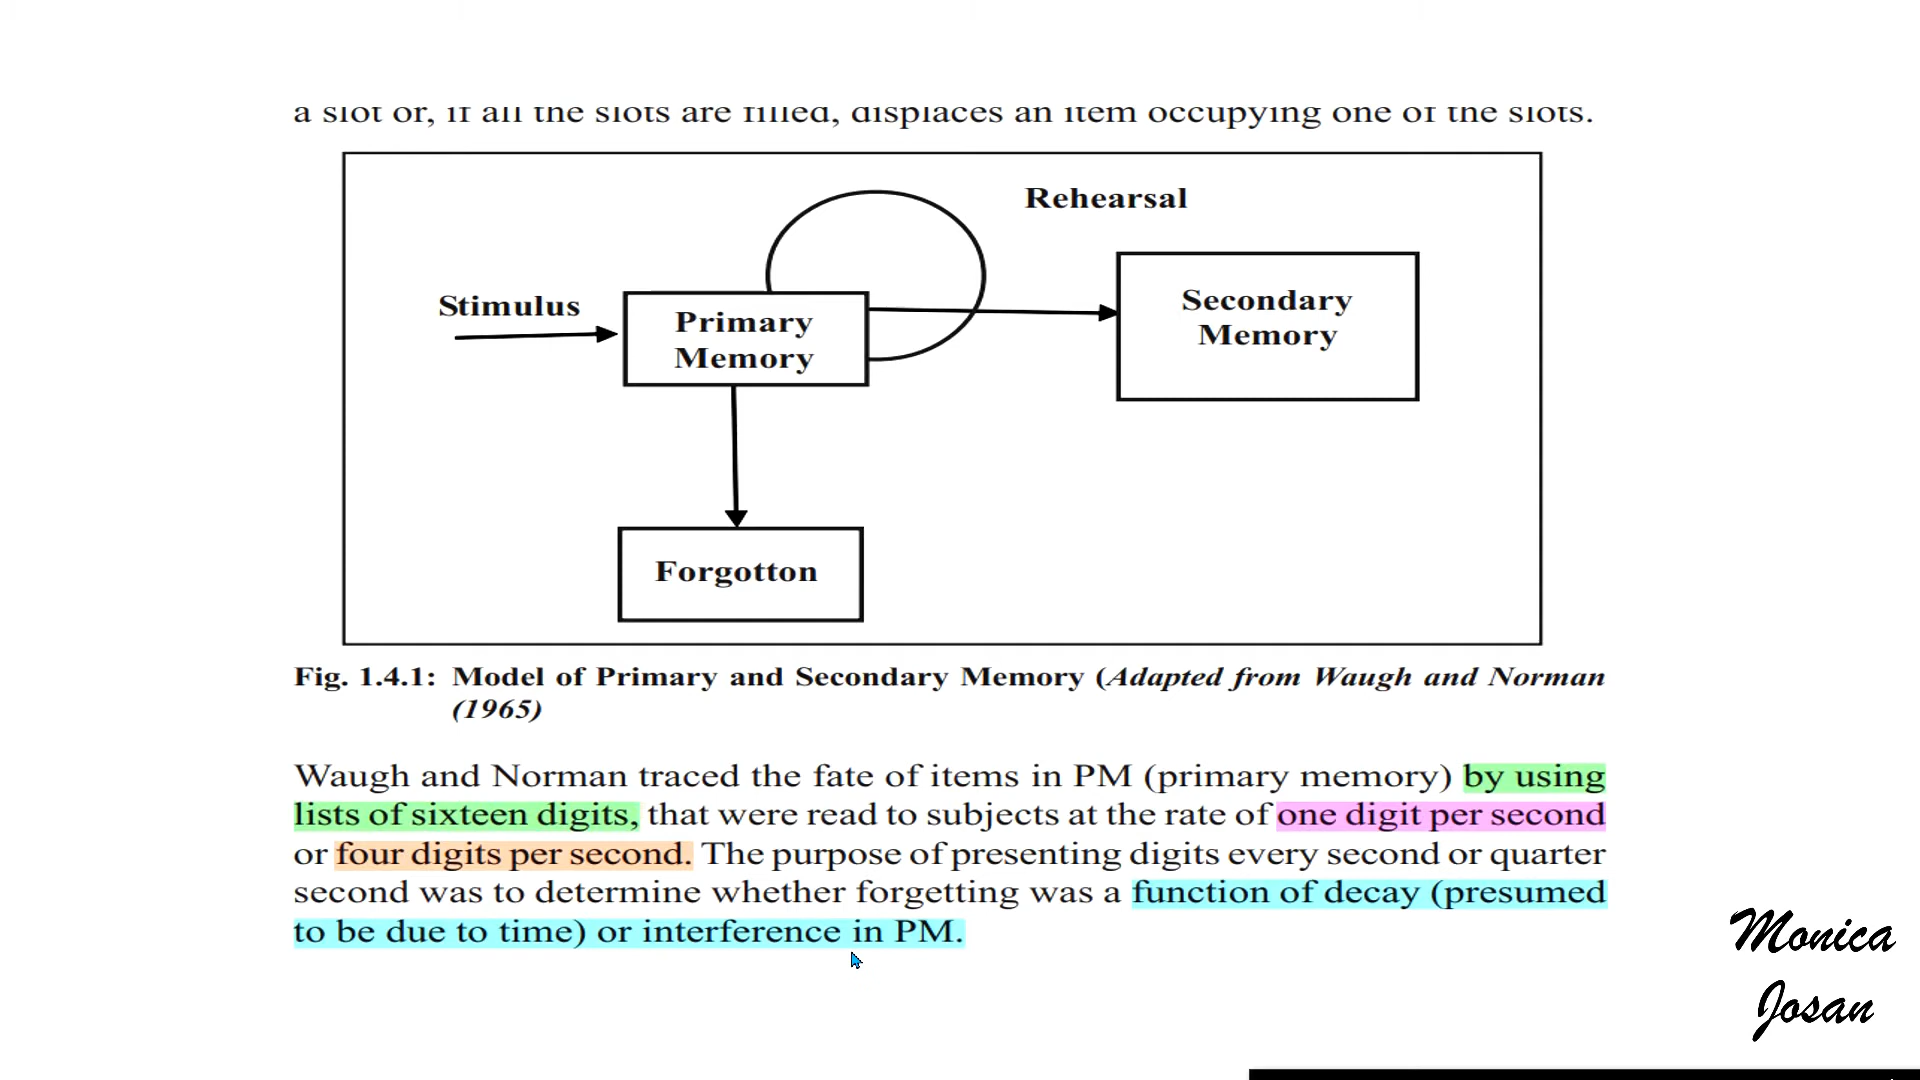 a slot or, if all the slots are filled, displaces an item occupying one of the slots.
Rehearsal
Stimulus
Primary
Memory
Secondary
Memory
Forgotton
Fig. 1.4.1: Model of Primary and Secondary Memory (Adapted from Waugh and Norman
(1965)
Waugh and Norman traced the fate of items in PM (primary memory) by using
lists of sixteen digits, that were read to subjects at the rate of one digit per second
or four digits per second. The purpose of presenting digits every second or quarter
second was to determine whether forgetting was a function of decay (presumed
to be due to time) or interference in PM.
Monica
Josan